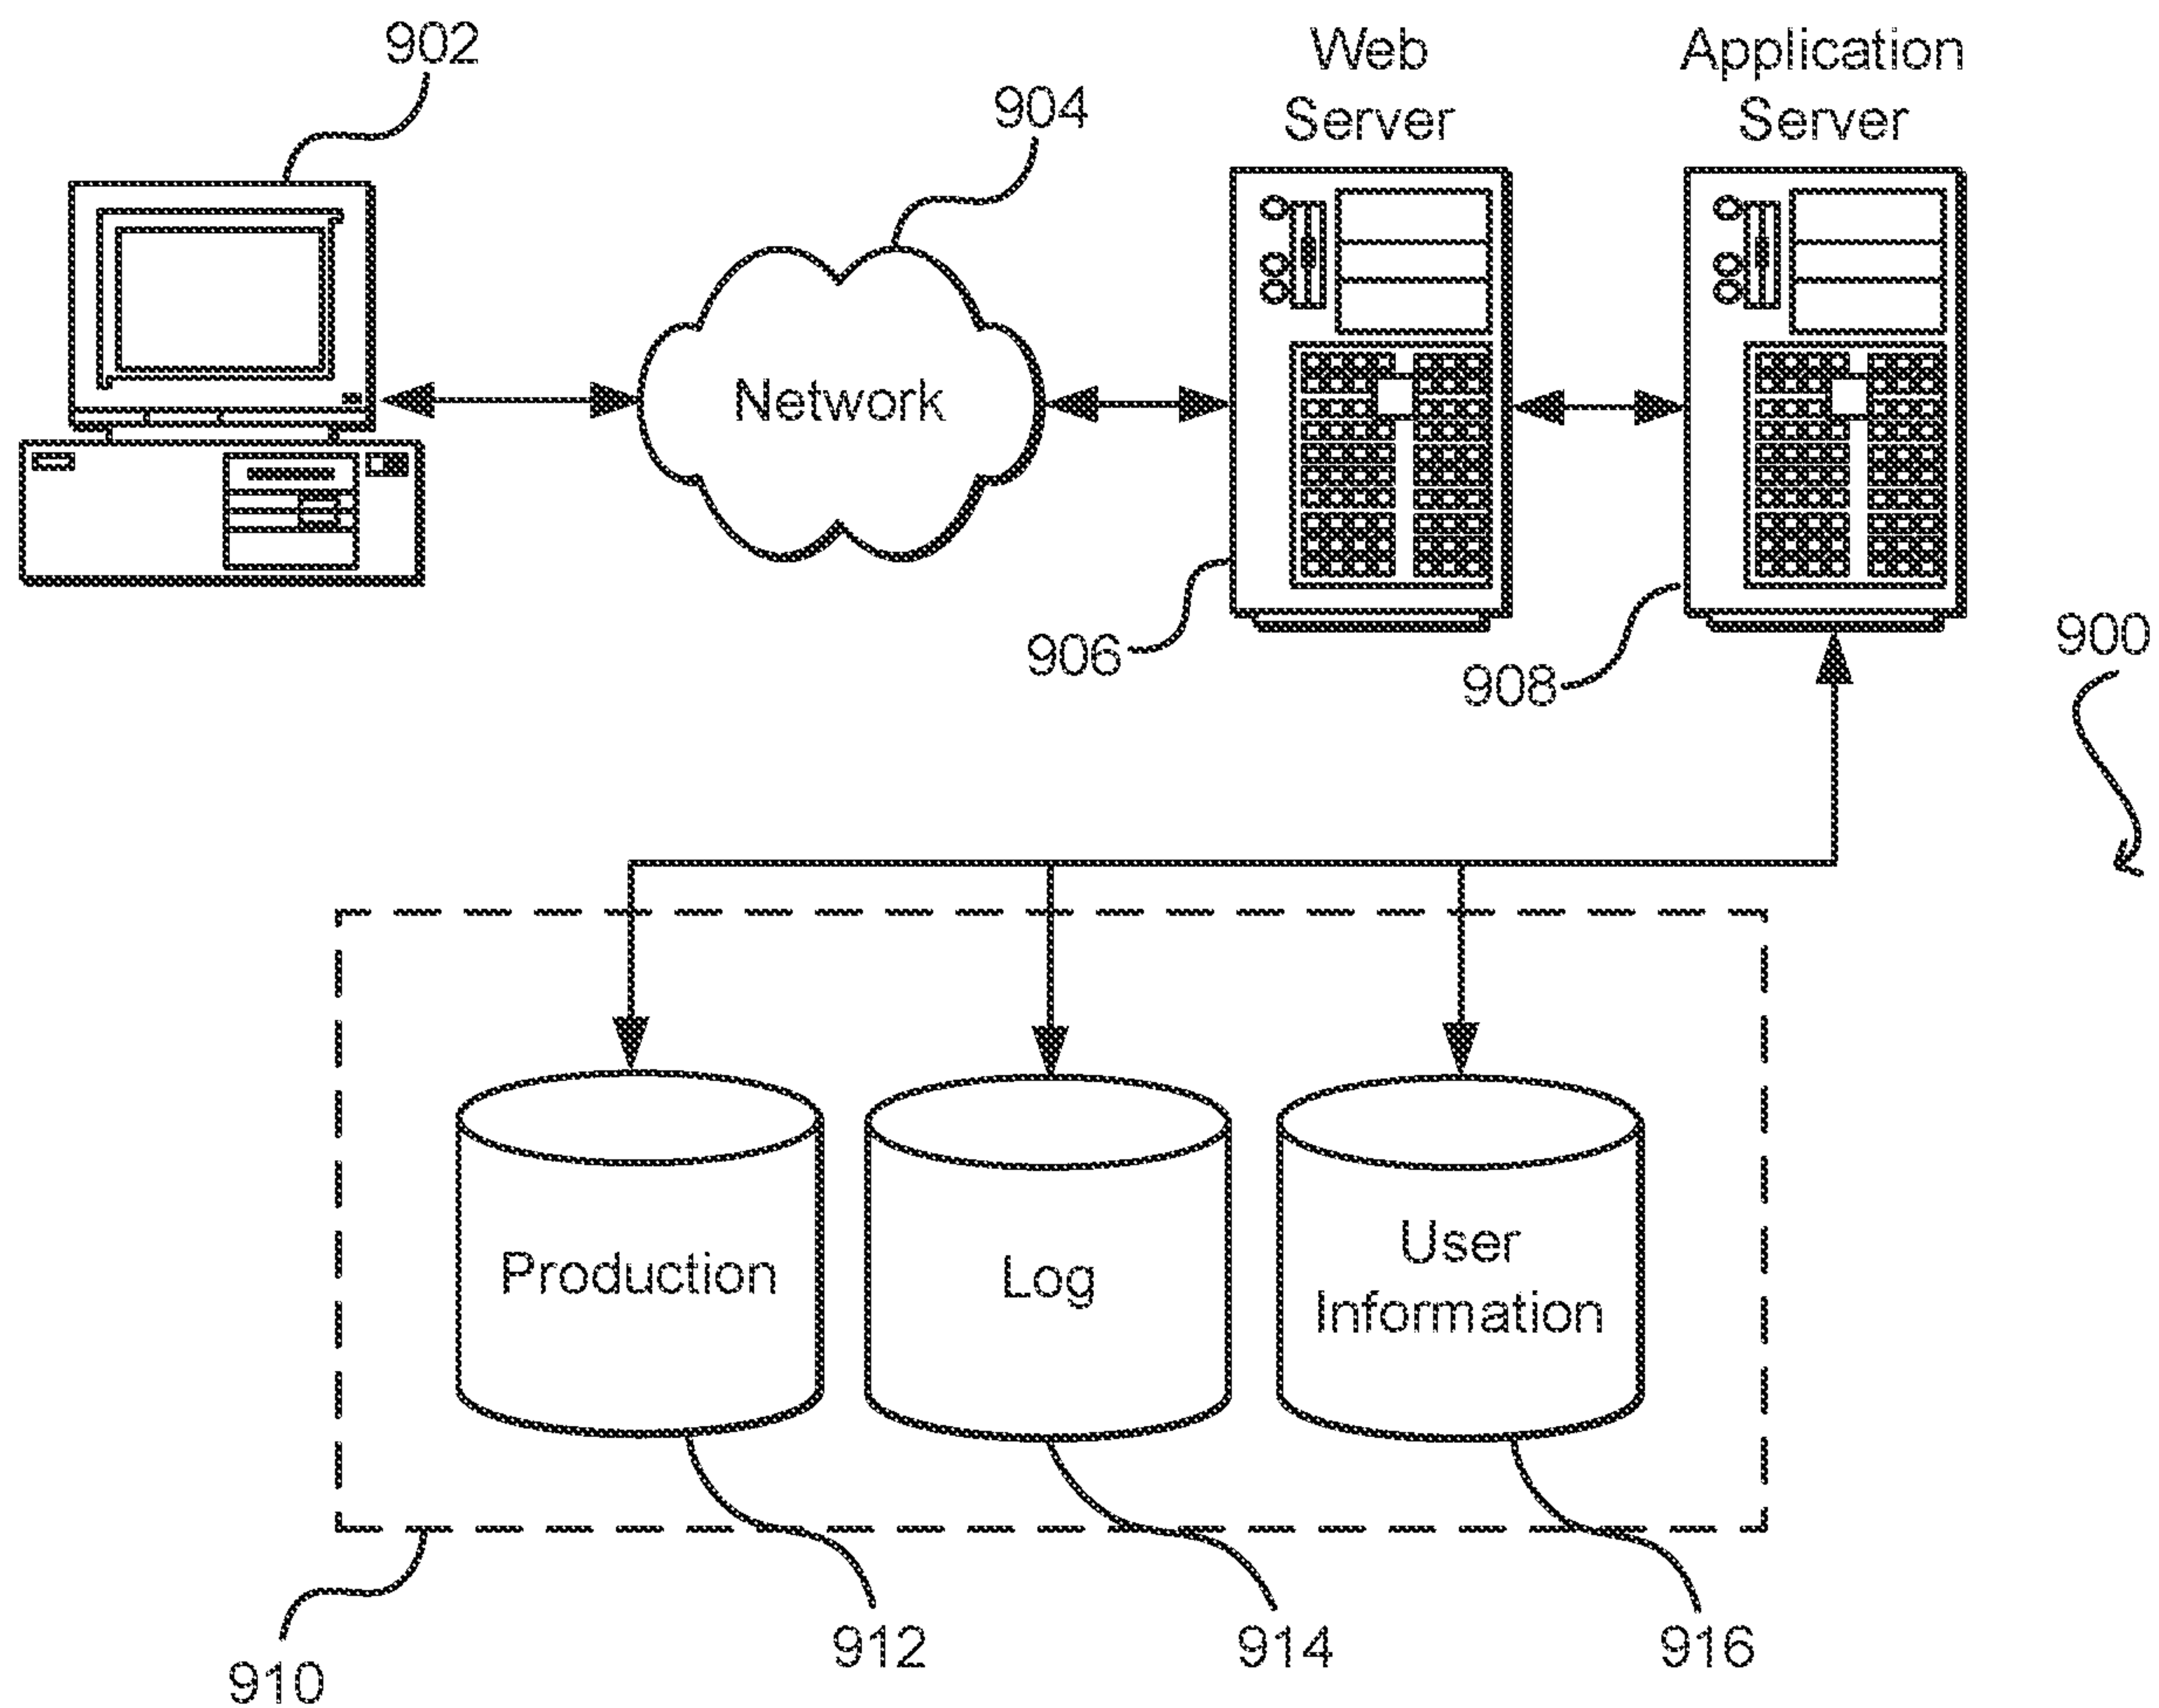 902
904
Web
Server
Application
Server
Network
906
908
900
Production
Log
User
Information
910
912
914
916